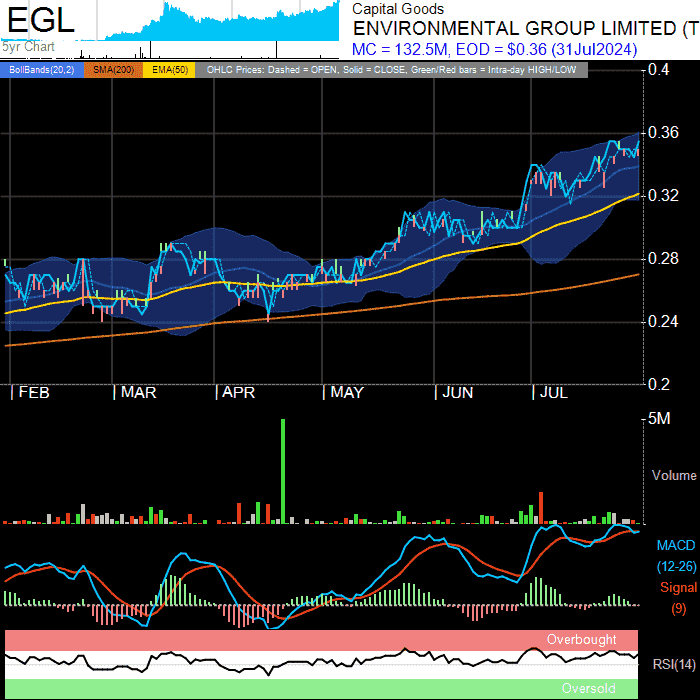 EGL
5yr Chart
Capital Goods
ENVIRONMENTAL GROUP LIMITED (T
MC = 132.5M, EOD = $0.36 (31Jul2024)
BollBands(20,2) SMA(200) EMA(50) OHLC Prices: Dashed = OPEN, Solid = CLOSE, Green/Red bars = Intra-day HIGH/LOW
0.4
0.36
0.32
0.28
0.24
0.2
FEB MAR APR MAY JUN JUL
5M
Volume
MACD
(12-26)
Signal
(9)
Overbought
RSI(14)
Oversold